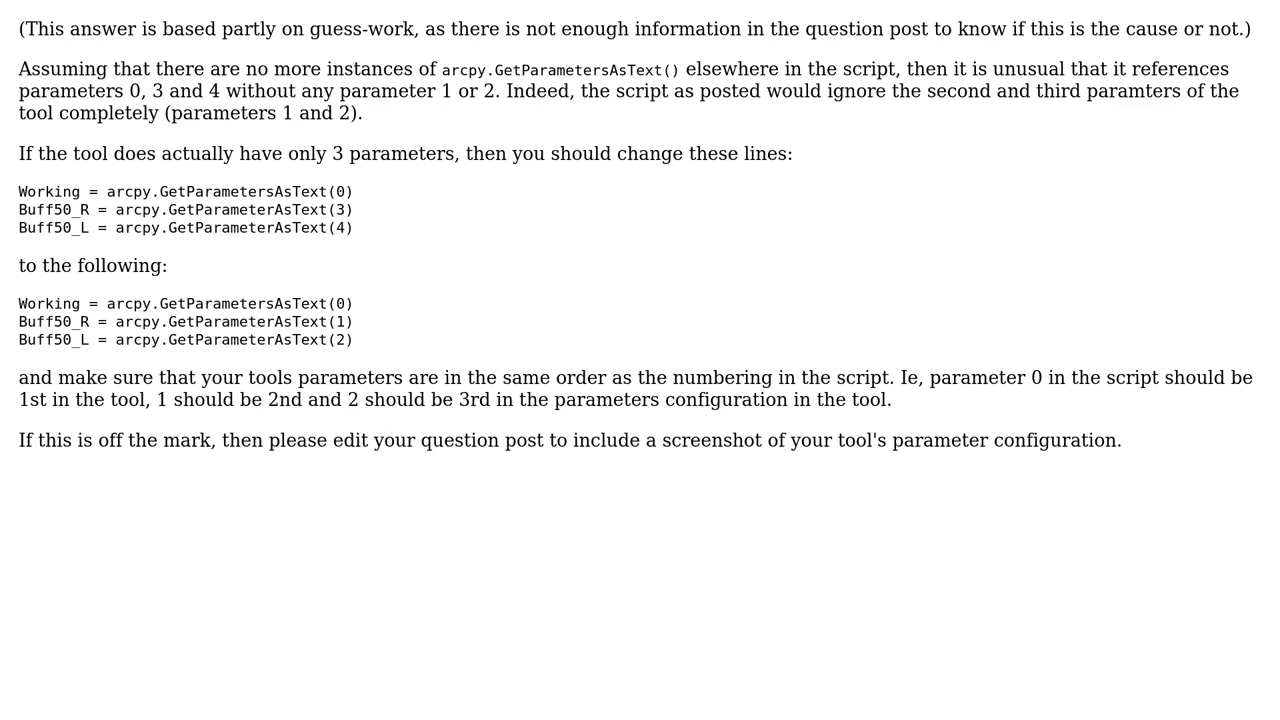 (This answer is based partly on guess-work, as there is not enough information in the question post to know if this is the cause or not.)
Assuming that there are no more instances of arcpy.GetParametersAsText() elsewhere in the script, then it is unusual that it references
parameters 0, 3 and 4 without any parameter 1 or 2. Indeed, the script as posted would ignore the second and third paramters of the
tool completely (parameters 1 and 2).
If the tool does actually have only 3 parameters, then you should change these lines:
Working = arcpy.GetParametersAsText(0)
Buff50_R = arcpy.GetParameterAsText(3)
Buff50_L = arcpy.GetParameterAsText(4)
to the following:
Working = arcpy.GetParametersAsText(0)
Buff50_R = arcpy.GetParameterAsText(1)
Buff50_L = arcpy.GetParameterAsText(2)
and make sure that your tools parameters are in the same order as the numbering in the script. Ie, parameter 0 in the script should be
1st in the tool, 1 should be 2nd and 2 should be 3rd in the parameters configuration in the tool.
If this is off the mark, then please edit your question post to include a screenshot of your tool's parameter configuration.